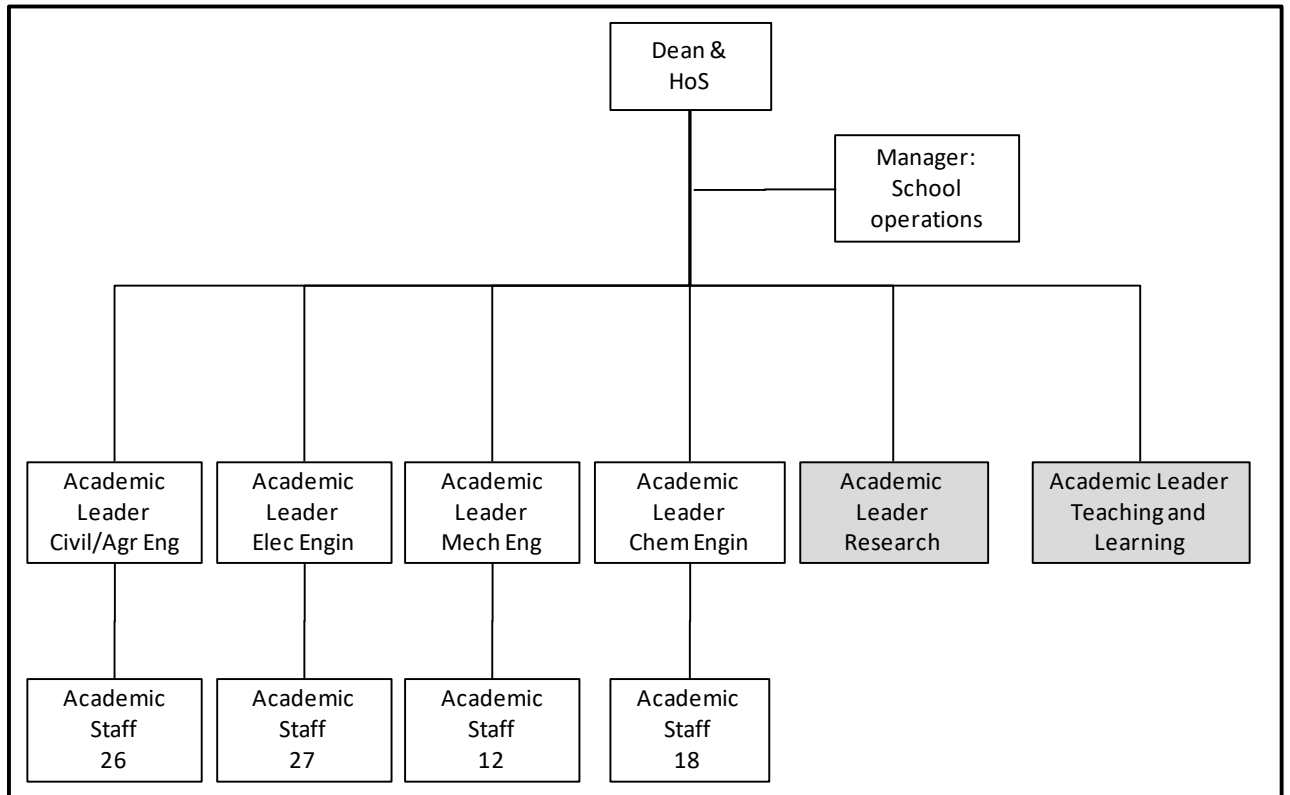 Dean &
HoS
Manager:
School
operations
Academic
Leader
Civil/Agr Eng
Academic
Leader
Elec Engin
Academic
Leader
Mech Eng
Academic
Leader
Chem Engin
Academic
Leader
Research
Academic Leader
Teaching and
Learning
Academic
Staff
26
Academic
Staff
27
Academic
Staff
12
Academic
Staff
18